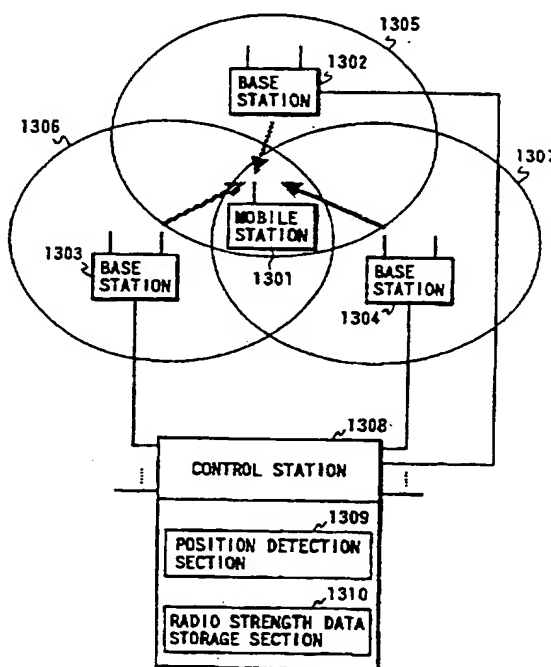 1305
1302
BASE
STATION
1306
1307
MOBILE
STATION
1303
BASE
STATION
1301
BASE
STATION
1304
1308
CONTROL STATION
1309
POSITION DETECTION
SECTION
1310
RADIO STRENGTH DATA
STORAGE SECTION